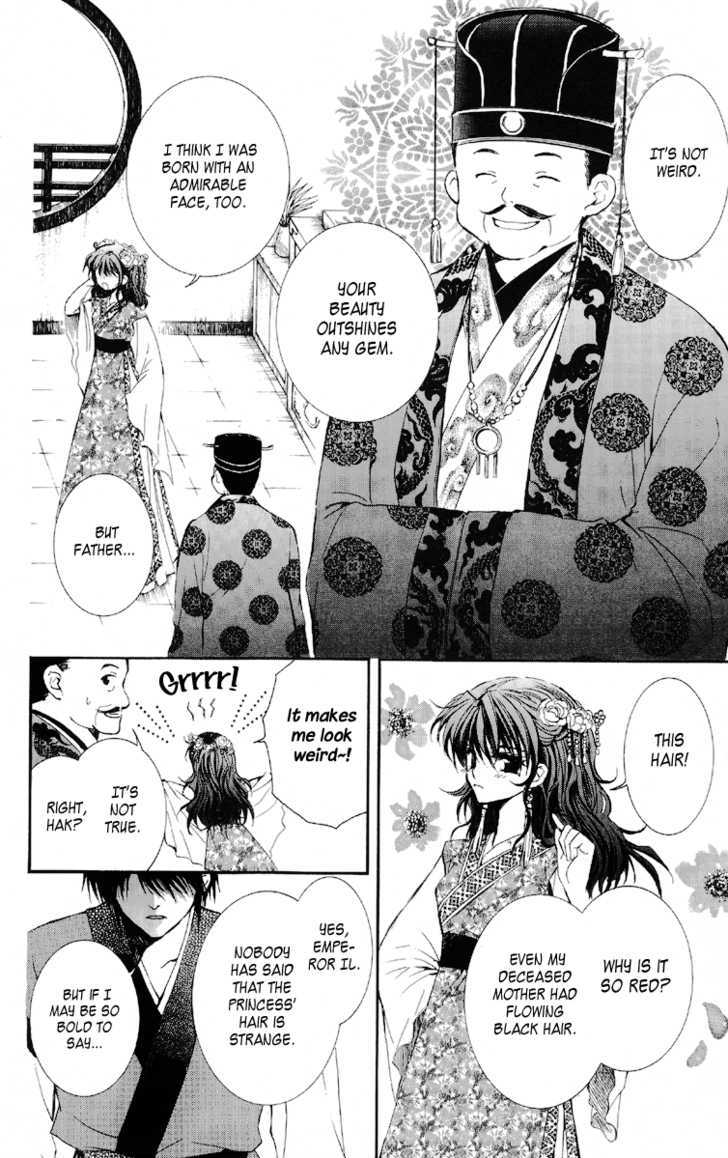 IT'S NOT
WEIRD.
YOUR
BEAUTY
OUTSHINES
ANY GEM.
I THINK I WAS
BORN WITH AN
ADMIRABLE
FACE, TOO.
BUT
FATHER...
THIS
HAIR!
WHY IS IT
SO RED?
EVEN MY
DECEASED
MOTHER HAD
FLOWING
BLACK HAIR.
It makes
me look
weird~!
Grrrr!
IT'S
NOT
TRUE.
RIGHT,
HAK?
YES,
EMPE-
ROR IL.
NOBODY
HAS SAID
THAT THE
PRINCESS'
HAIR IS
STRANGE.
BUT IF I
MAY BE SO
BOLD TO
SAY...